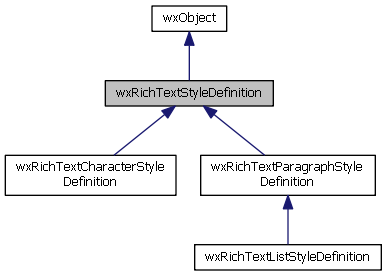 wxObject
wxRichTextStyleDefinition
wxRichTextCharacterStyle
Definition
wxRichTextParagraphStyle
Definition
wxRichTextListStyleDefinition